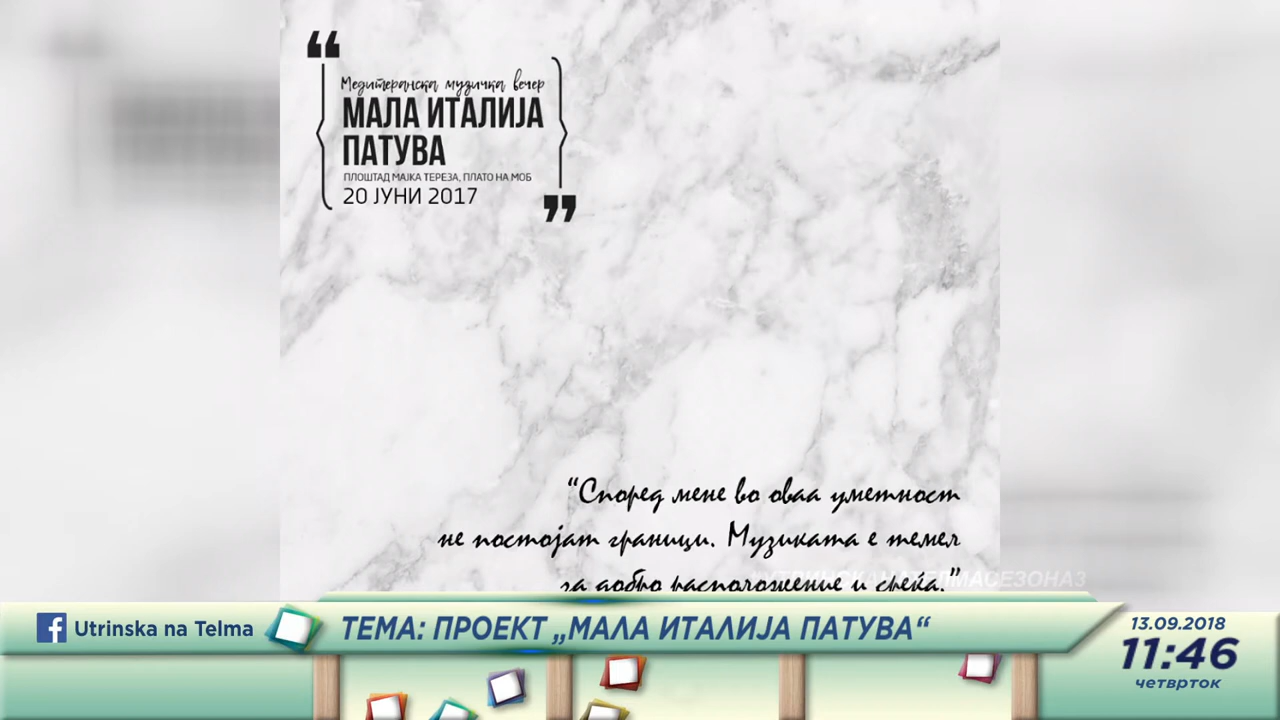 Медитеранска музичка вечер
МАЛА ИТАЛИЈА
ПАТУВА
ПЛОШТАД МАЈКА ТЕРЕЗА, ПЛАТО НА МОБ
20 ЈУНИ 2017
“Според мене во оваа уметност
не постојат граници. Музиката е темел
за добро расположение и среќа.”
УТРИНСКАНАТЕЛМАСЕЗОНА3
Utrinska na Telma
ТЕМА: ПРОЕКТ „МАЛА ИТАЛИЈА ПАТУВА“
13.09.2018
11:46
четврток